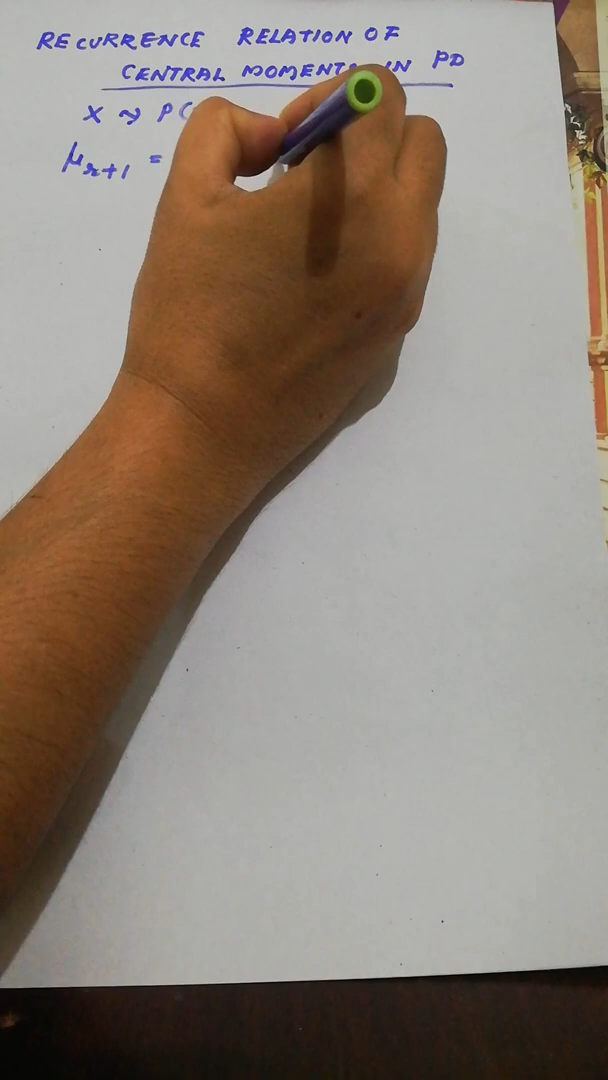 RECURRENCE RELATION OF
CENTRAL MOMENTS IN PD
X ~ P(
μr+1 =